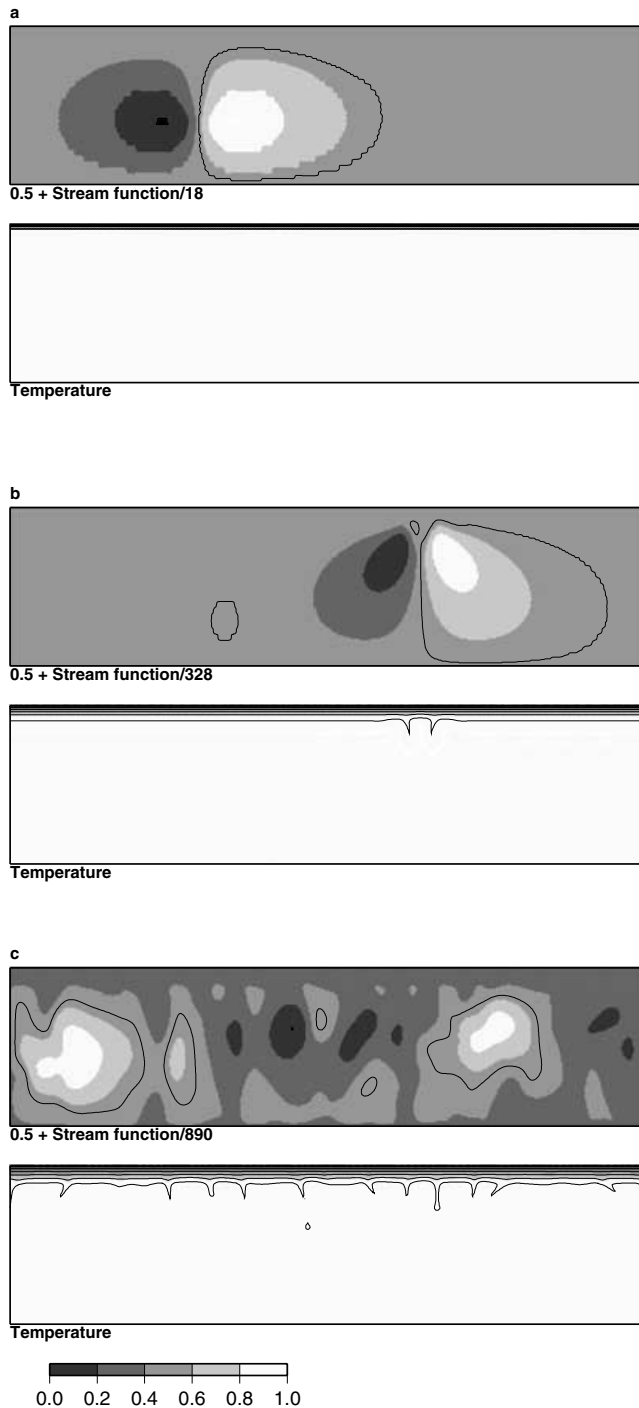 a
0.5 + Stream function/18
Temperature
b
0.5 + Stream function/328
Temperature
c
0.5 + Stream function/890
Temperature
0.0 0.2 0.4 0.6 0.8 1.0